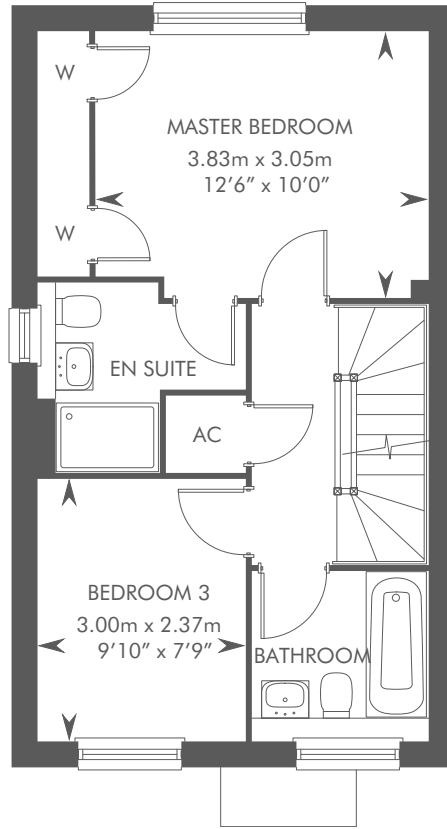 W
MASTER BEDROOM
3.83m x 3.05m
12’6” x 10’0”
W
EN SUITE
AC
BEDROOM 3
3.00m x 2.37m
9’10” x 7’9”
BATHROOM